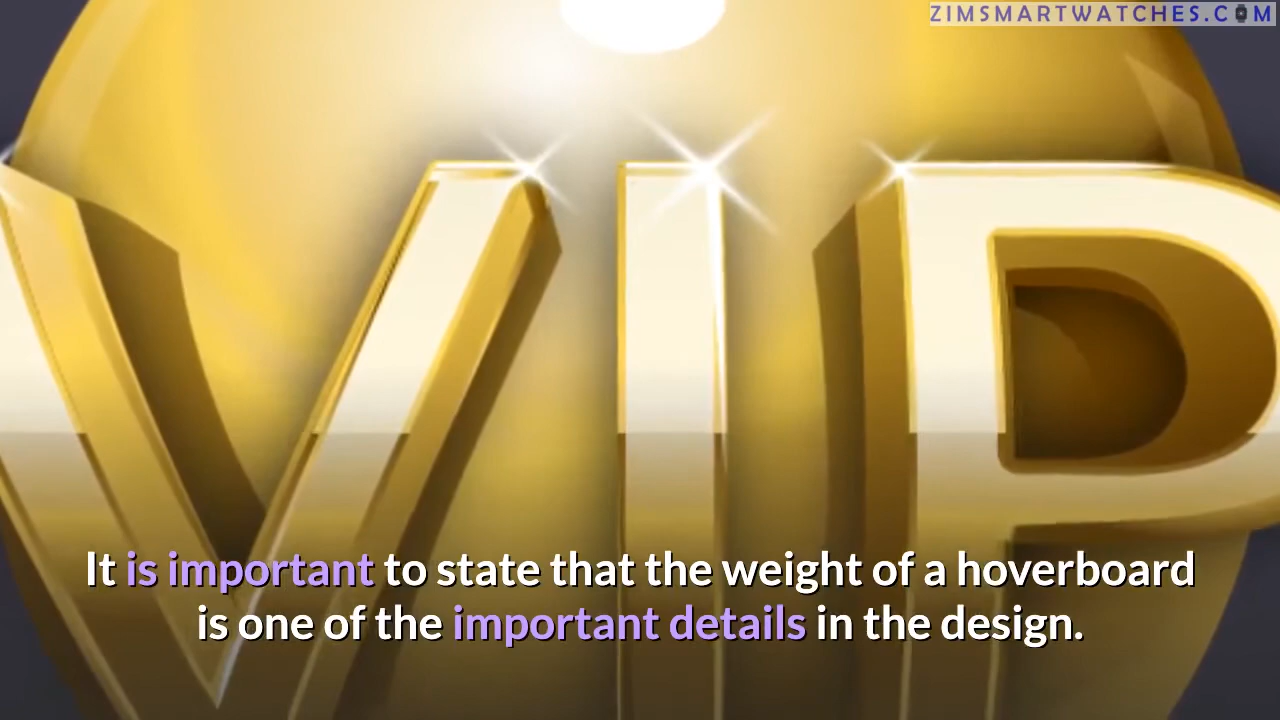 ZIMSMARTWATCHES.COM
VIP
It is important to state that the weight of a hoverboard
is one of the important details in the design.